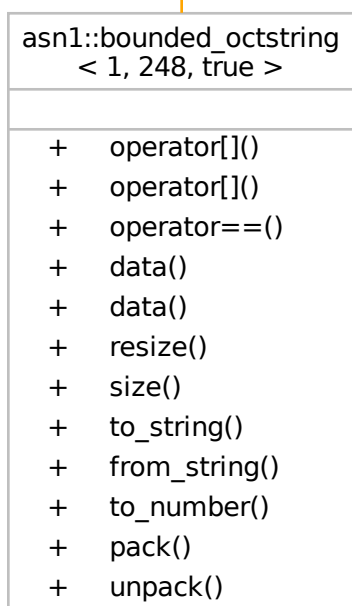 asn1::bounded_octstring
< 1, 248, true >
+ operator[]()
+ operator[]()
+ operator==()
+ data()
+ data()
+ resize()
+ size()
+ to_string()
+ from_string()
+ to_number()
+ pack()
+ unpack()